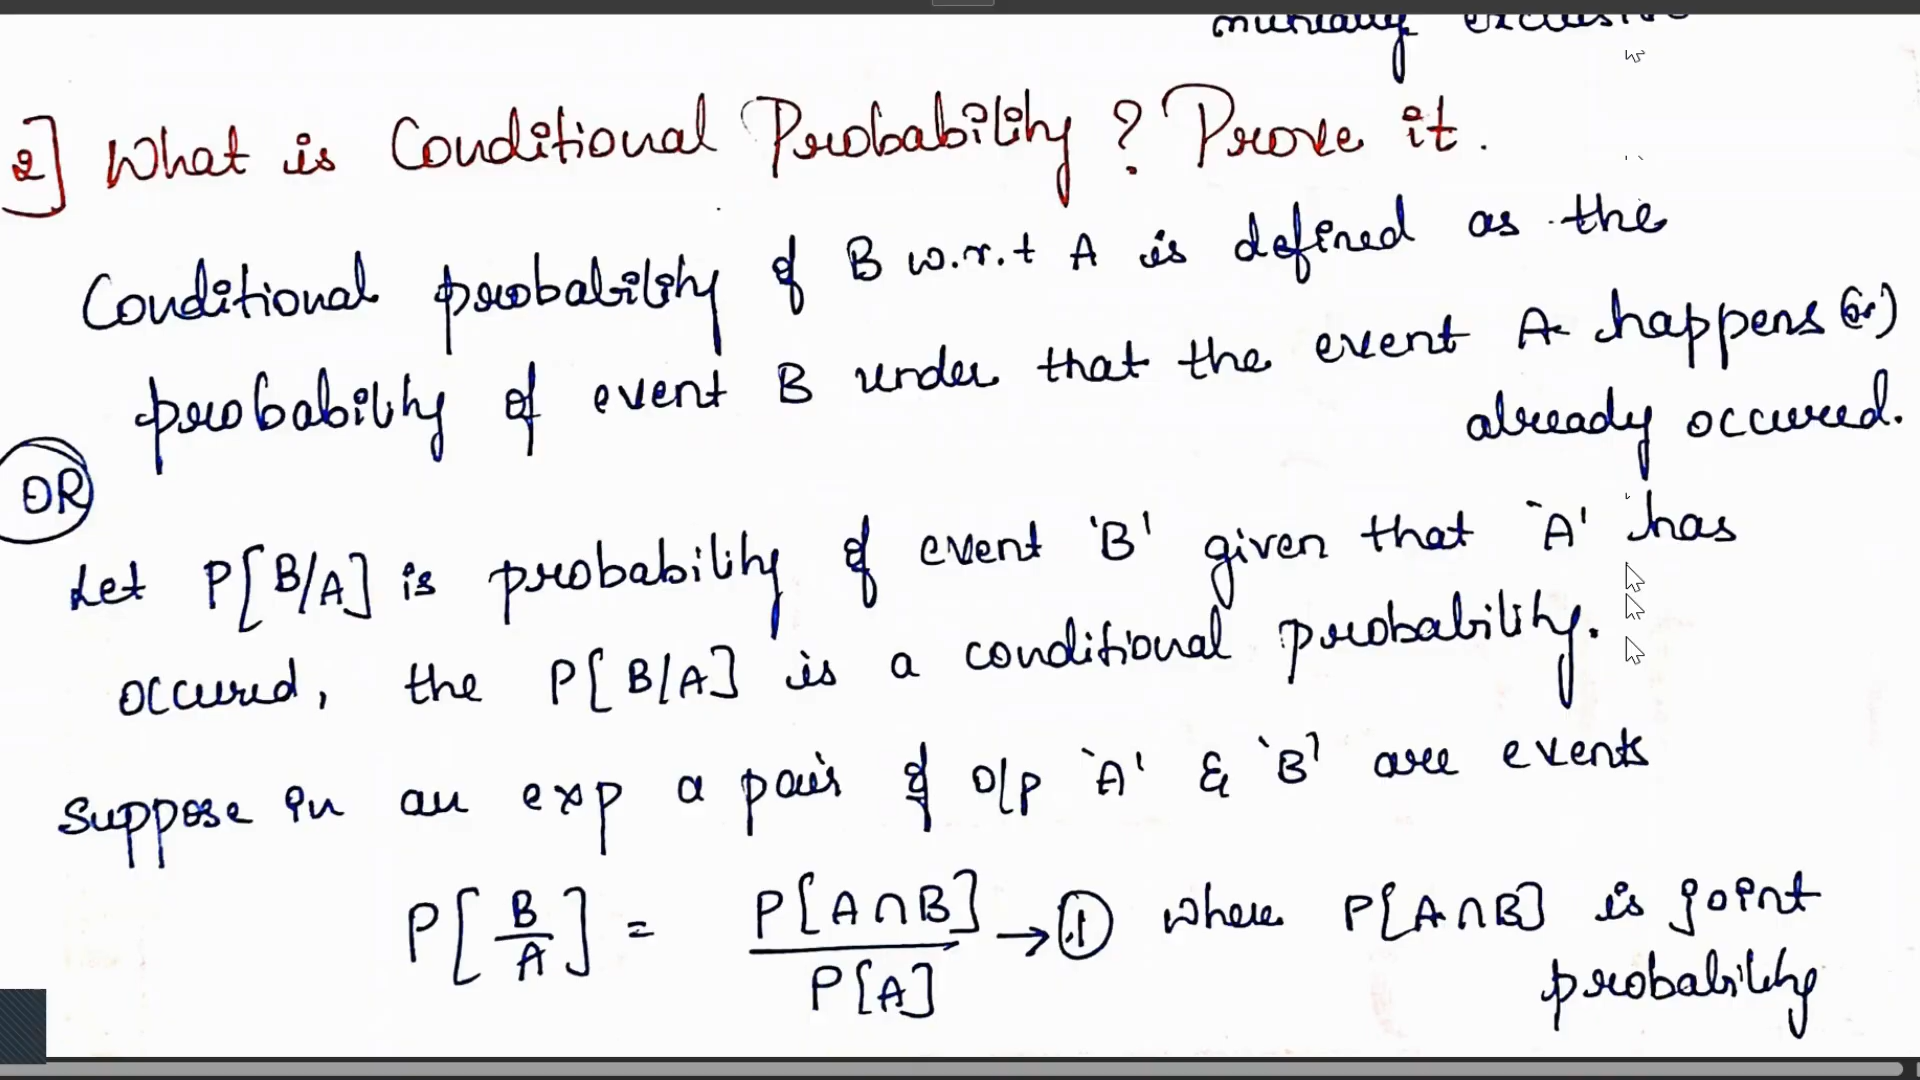 mutually exclusive
2] What is Conditional Probability? Prove it.
Conditional probability of B w.r.t A is defined as the
probability of event B under that the event A happens (or)
already occured.
OR
Let P[B/A] is probability of event 'B' given that 'A' has
occured, the P[B/A] is a conditional probability.
Suppose in an exp a pair of o/p 'A' & 'B' are events
P[B/A] = P[A∩B]/P[A] → ① where P[A∩B] is joint
probability